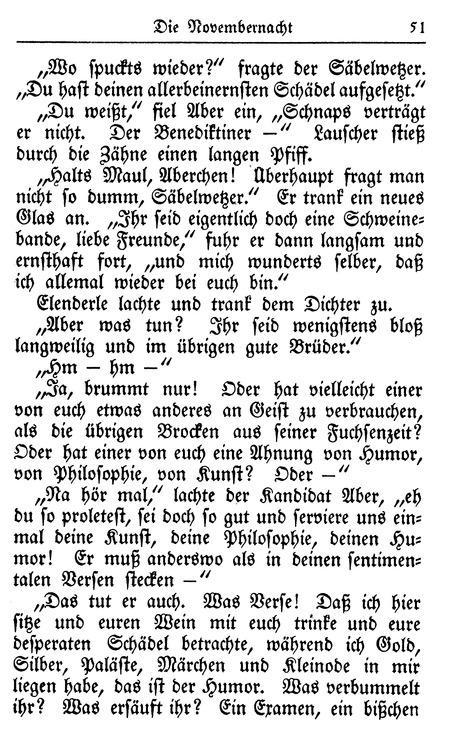 Die Novembernacht 51
„Wo spuckts wieder?“ fragte der Säbelwetzer.
„Du hast deinen allerbeinernsten Schädel aufgesetzt.“
„Du weißt,“ fiel Aber ein, „Schnaps verträgt
er nicht. Der Benediktiner —“ Lauscher stieß
durch die Zähne einen langen Pfiff.
„Halts Maul, Aberchen! Überhaupt fragt man
nicht so dumm, Säbelwetzer.“ Er trank ein neues
Glas an. „Ihr seid eigentlich doch eine Schweine-
bande, liebe Freunde,“ fuhr er dann langsam und
ernsthaft fort, „und mich wunderts selber, daß
ich allemal wieder bei euch bin.“
Elenderle lachte und trank dem Dichter zu.
„Aber was tun? Ihr seid wenigstens bloß
langweilig und im übrigen gute Brüder.“
„Hm — hm —“
„Ja, brummt nur! Oder hat vielleicht einer
von euch etwas anderes an Geist zu verbrauchen,
als die übrigen Brocken aus seiner Fuchsenzeit?
Oder hat einer von euch eine Ahnung von Humor,
von Philosophie, von Kunst? Oder —“
„Na hör mal,“ lachte der Kandidat Aber, „eh
du so proletest, sei doch so gut und serviere uns ein-
mal deine Kunst, deine Philosophie, deinen Hu-
mor! Er muß anderswo als in deinen sentimen-
talen Versen stecken —“
„Das tut er auch. Was Verse! Daß ich hier
sitze und euren Wein mit euch trinke und eure
desperaten Schädel betrachte, während ich Gold,
Silber, Paläste, Märchen und Kleinode in mir
liegen habe, das ist der Humor. Was verbummelt
ihr? Was ersäuft ihr? Ein Examen, ein bißchen